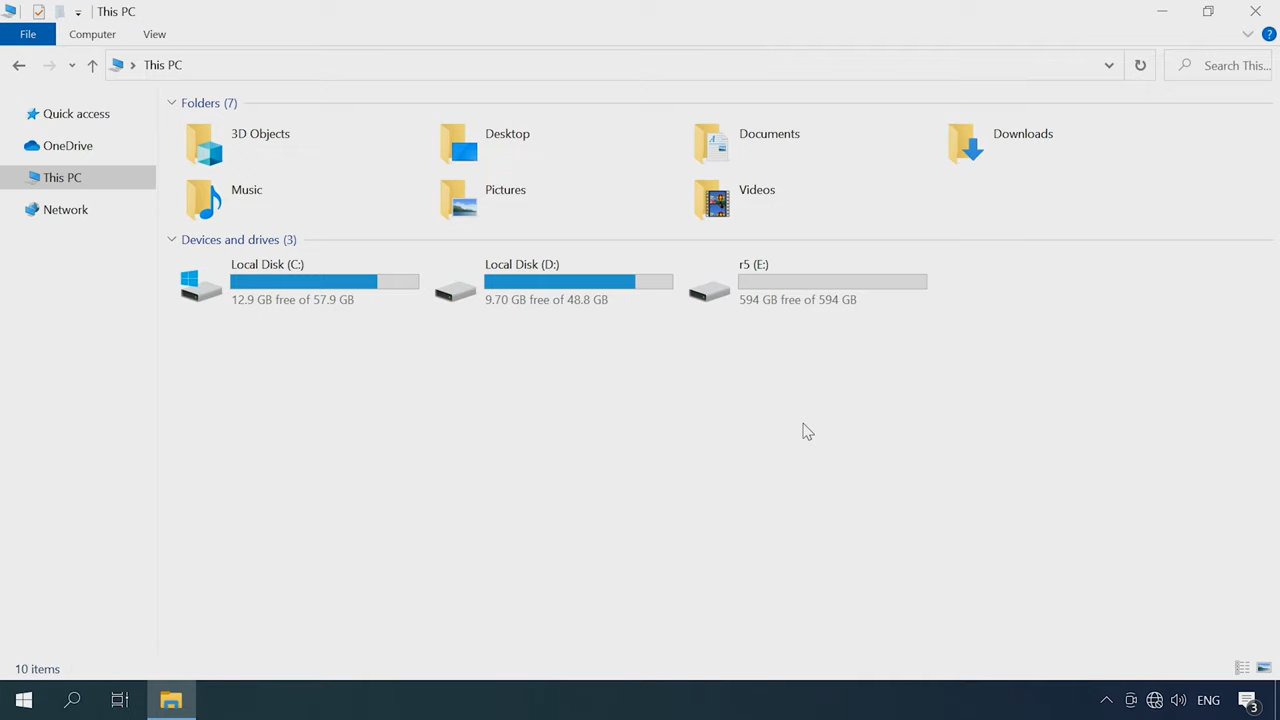 This PC
File
Computer
View
This PC
Search This...
Quick access
OneDrive
This PC
Network
Folders (7)
3D Objects
Desktop
Documents
Downloads
Music
Pictures
Videos
Devices and drives (3)
Local Disk (C:)
12.9 GB free of 57.9 GB
Local Disk (D:)
9.70 GB free of 48.8 GB
r5 (E:)
594 GB free of 594 GB
10 items
ENG
3